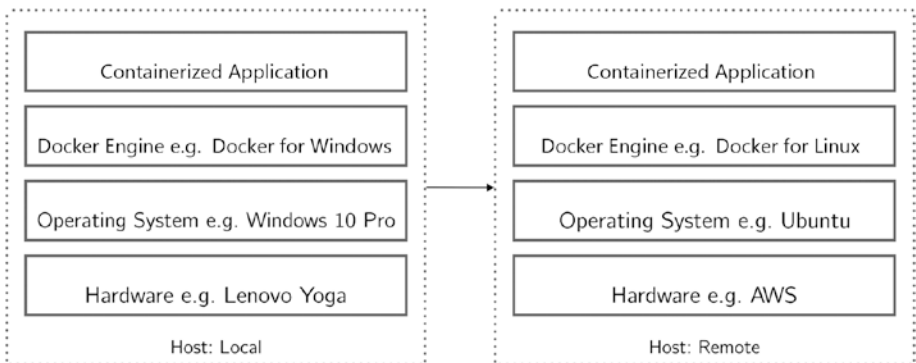 Containerized Application
Docker Engine e.g. Docker for Windows
Operating System e.g. Windows 10 Pro
Hardware e.g. Lenovo Yoga
Host: Local
Containerized Application
Docker Engine e.g. Docker for Linux
Operating System e.g. Ubuntu
Hardware e.g. AWS
Host: Remote